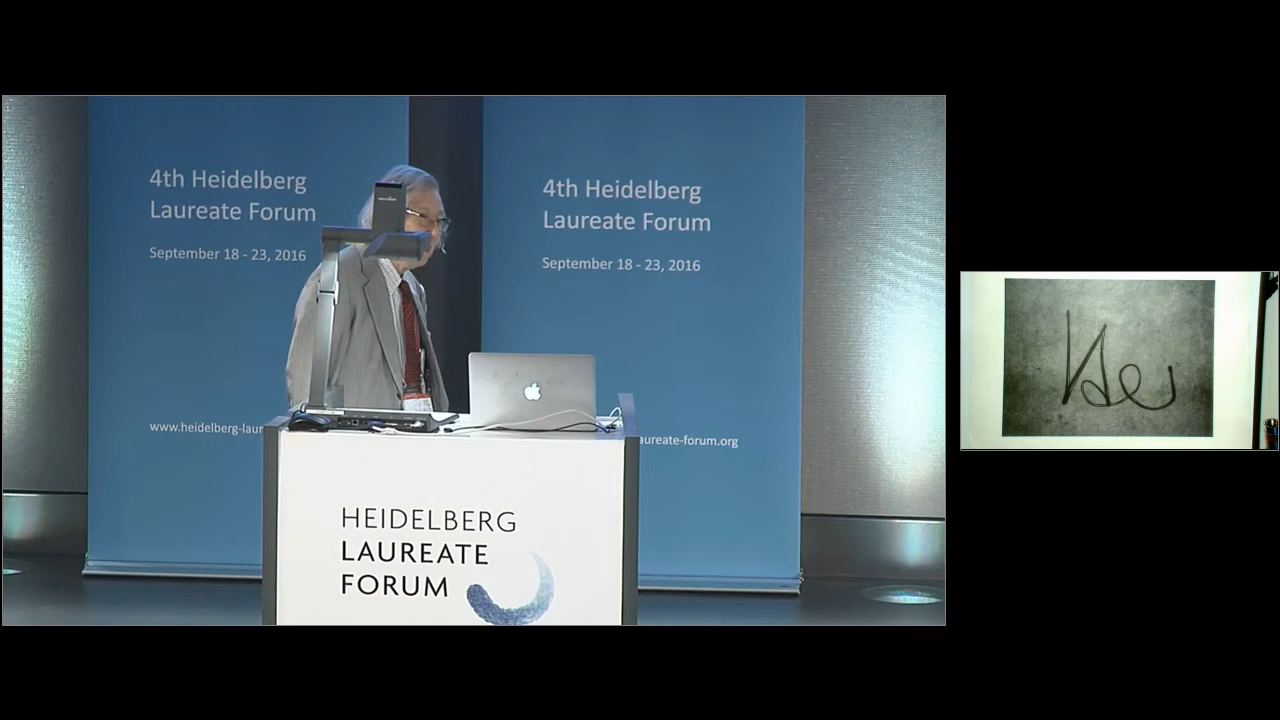 4th Heidelberg
Laureate Forum
September 18 - 23, 2016
www.heidelberg-laur
4th Heidelberg
Laureate Forum
September 18 - 23, 2016
aureate-forum.org
HEIDELBERG
LAUREATE
FORUM